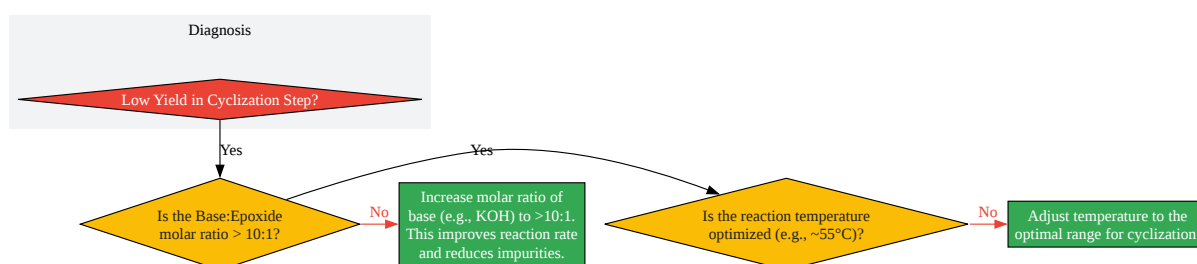 Diagnosis
Low Yield in Cyclization Step?
Yes
Yes
Is the Base:Epoxide
molar ratio > 10:1?
No
Increase molar ratio of
base (e.g., KOH) to >10:1.
This improves reaction rate
and reduces impurities.
Is the reaction temperature
optimized (e.g., ~55°C)?
No
Adjust temperature to the
optimal range for cyclization